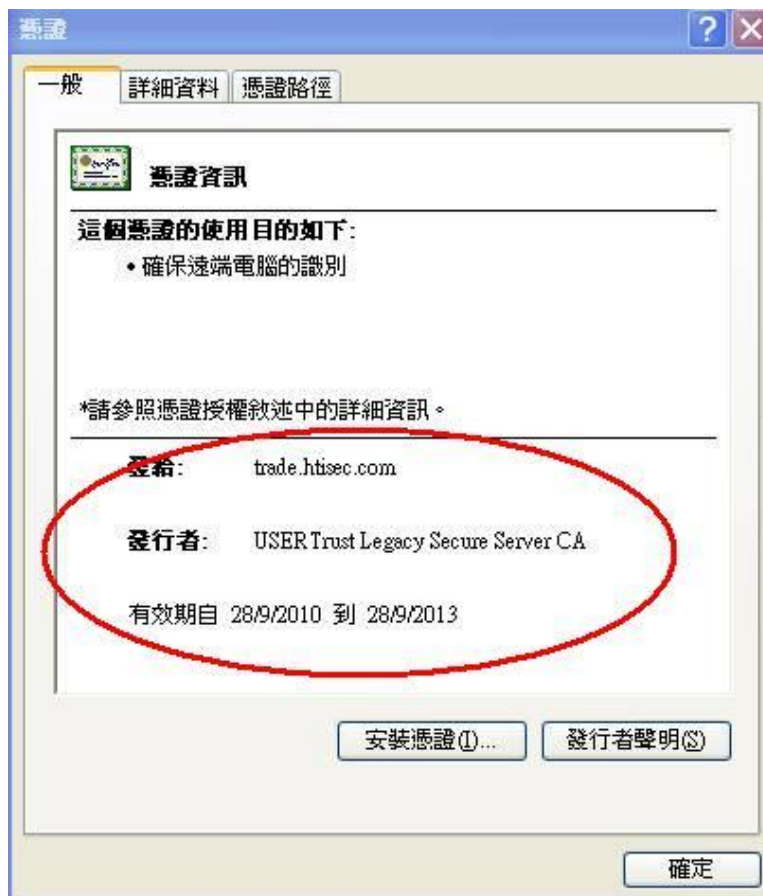 憑證
一般 詳細資料 憑證路徑
憑證資訊
這個憑證的使用目的如下:
• 確保遠端電腦的識別
*請參照憑證授權敘述中的詳細資訊。
發給: trade.htisec.com
發行者: USERTrust Legacy Secure Server CA
有效期自 28/9/2010 到 28/9/2013
安裝憑證(I)... 發行者聲明(S)
確定